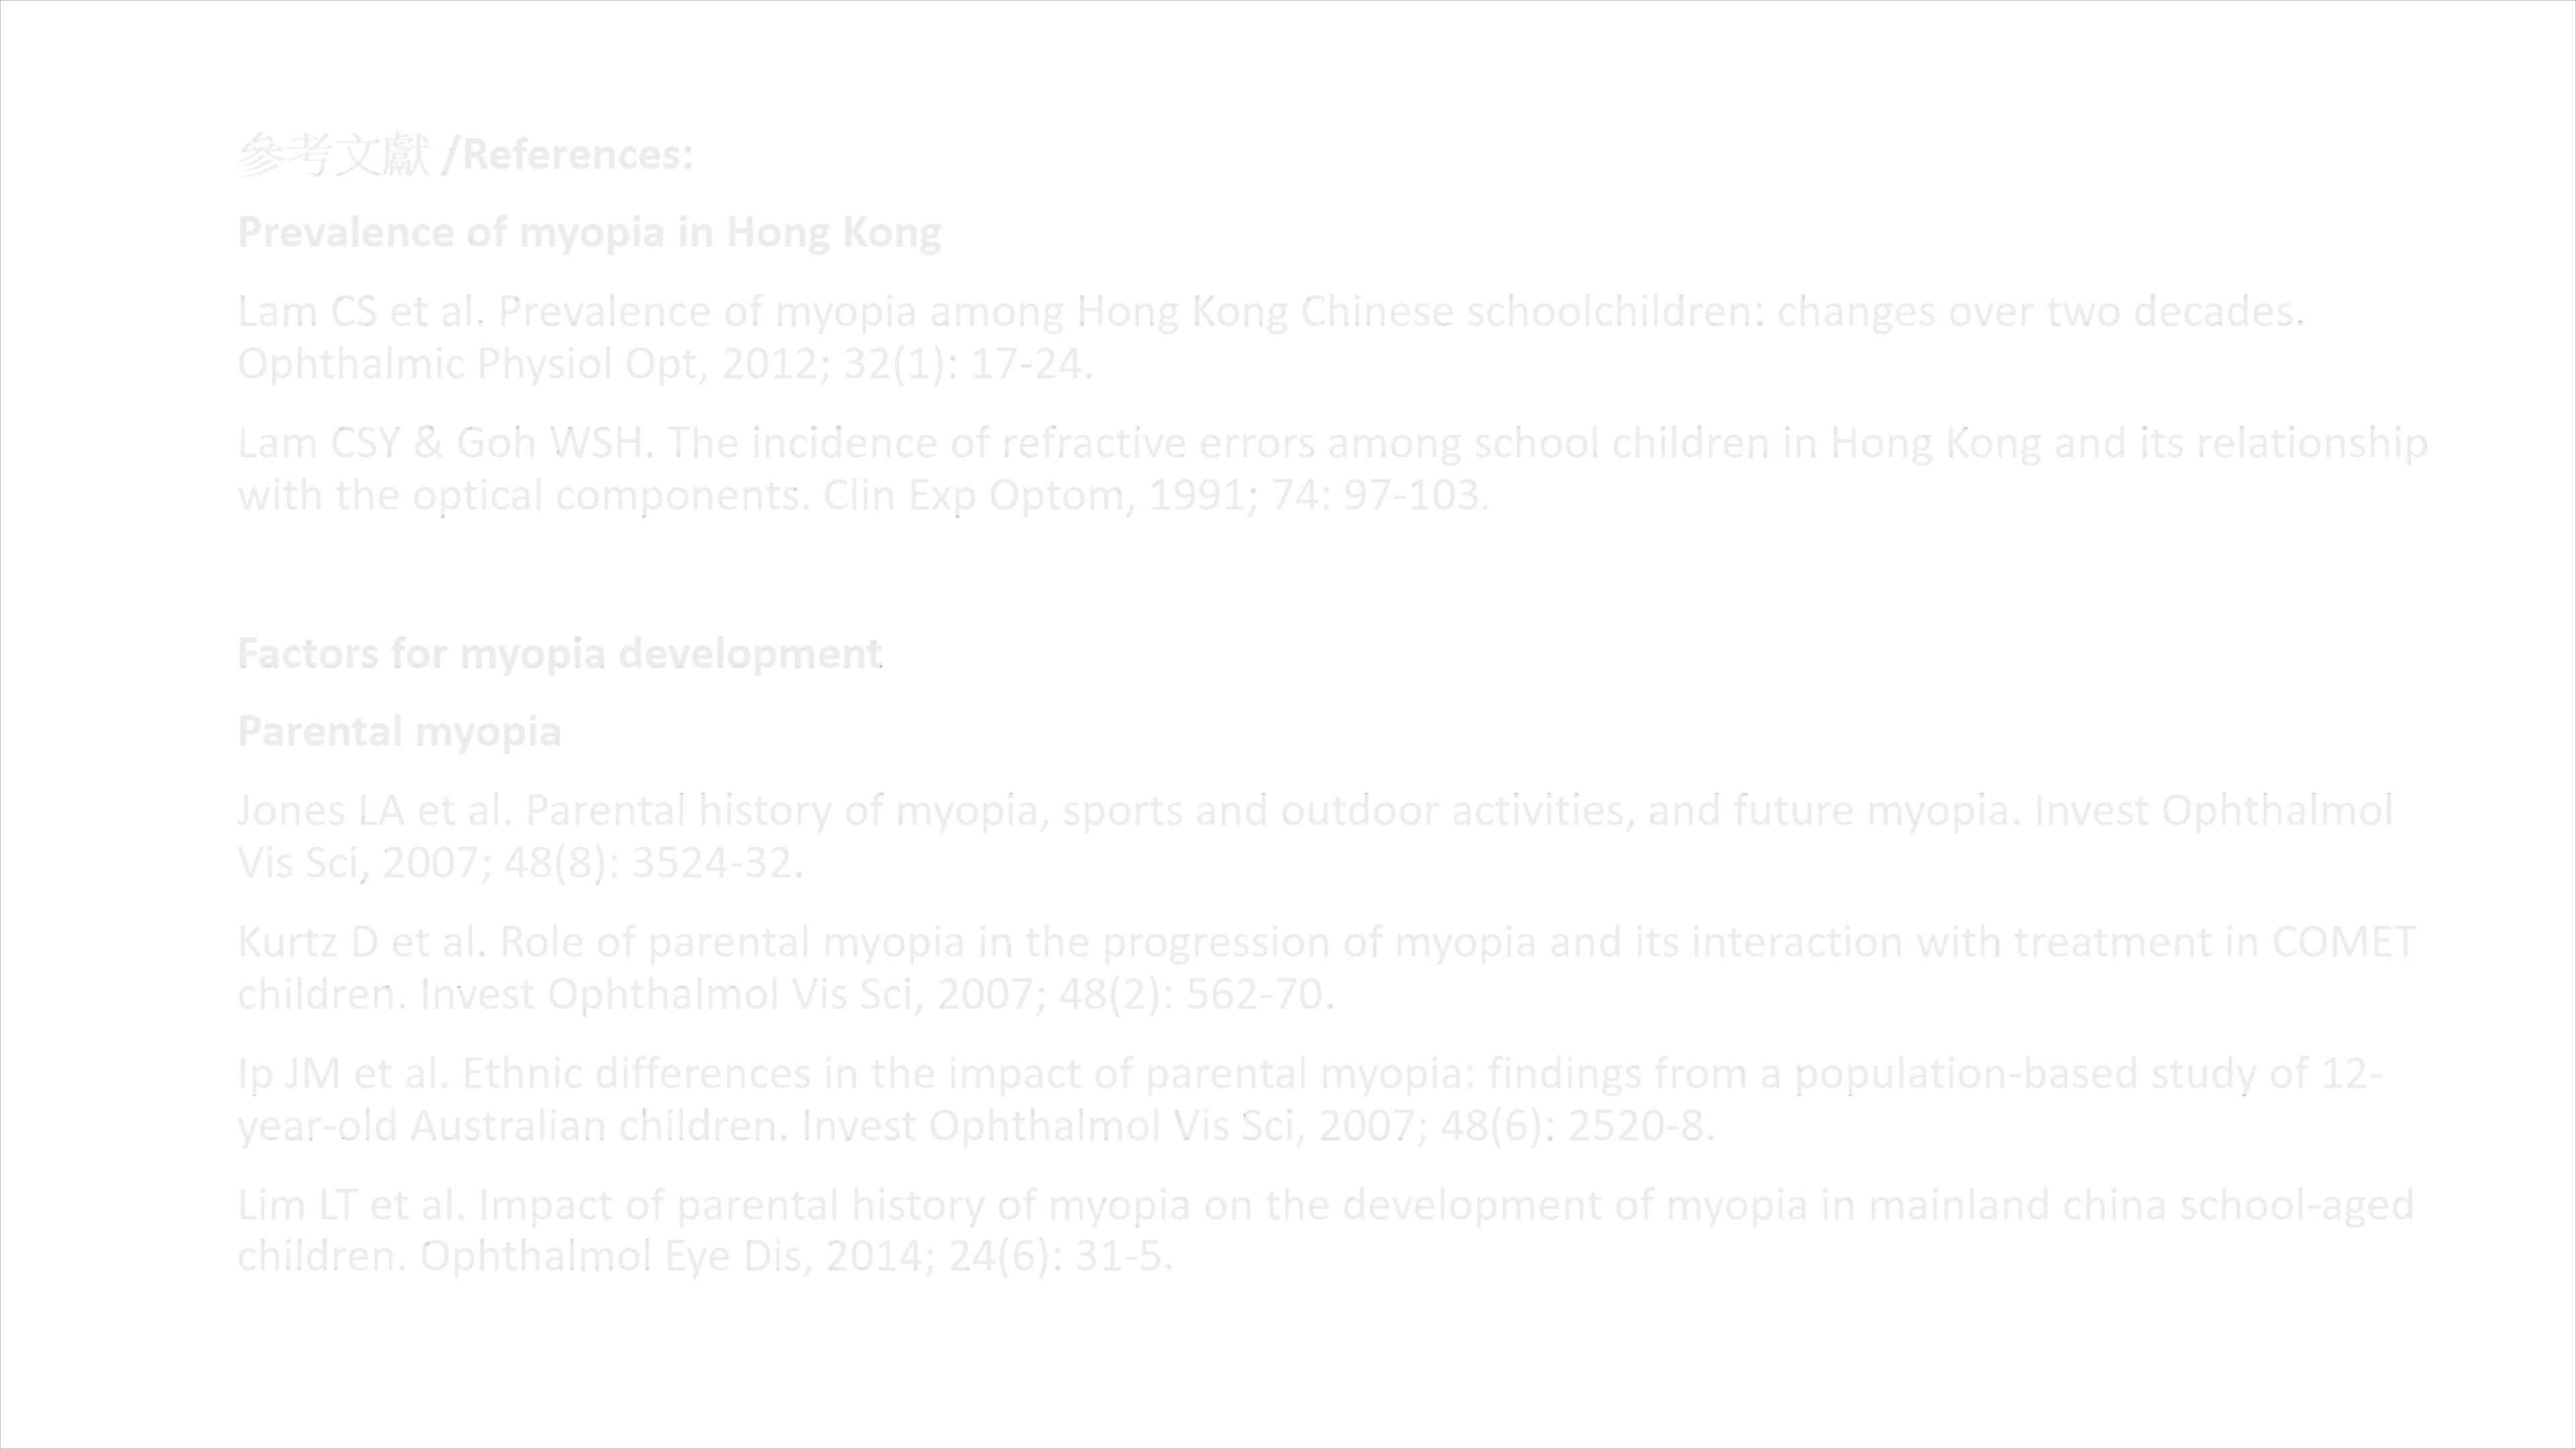 參考文獻 /References:
Prevalence of myopia in Hong Kong
Lam CS et al. Prevalence of myopia among Hong Kong Chinese schoolchildren: changes over two decades.
Ophthalmic Physiol Opt, 2012; 32(1): 17-24.
Lam CSY & Goh WSH. The incidence of refractive errors among school children in Hong Kong and its relationship
with the optical components. Clin Exp Optom, 1991; 74: 97-103.
Factors for myopia development
Parental myopia
Jones LA et al. Parental history of myopia, sports and outdoor activities, and future myopia. Invest Ophthalmol
Vis Sci, 2007; 48(8): 3524-32.
Kurtz D et al. Role of parental myopia in the progression of myopia and its interaction with treatment in COMET
children. Invest Ophthalmol Vis Sci, 2007; 48(2): 562-70.
Ip JM et al. Ethnic differences in the impact of parental myopia: findings from a population-based study of 12-
year-old Australian children. Invest Ophthalmol Vis Sci, 2007; 48(6): 2520-8.
Lim LT et al. Impact of parental history of myopia on the development of myopia in mainland china school-aged
children. Ophthalmol Eye Dis, 2014; 24(6): 31-5.